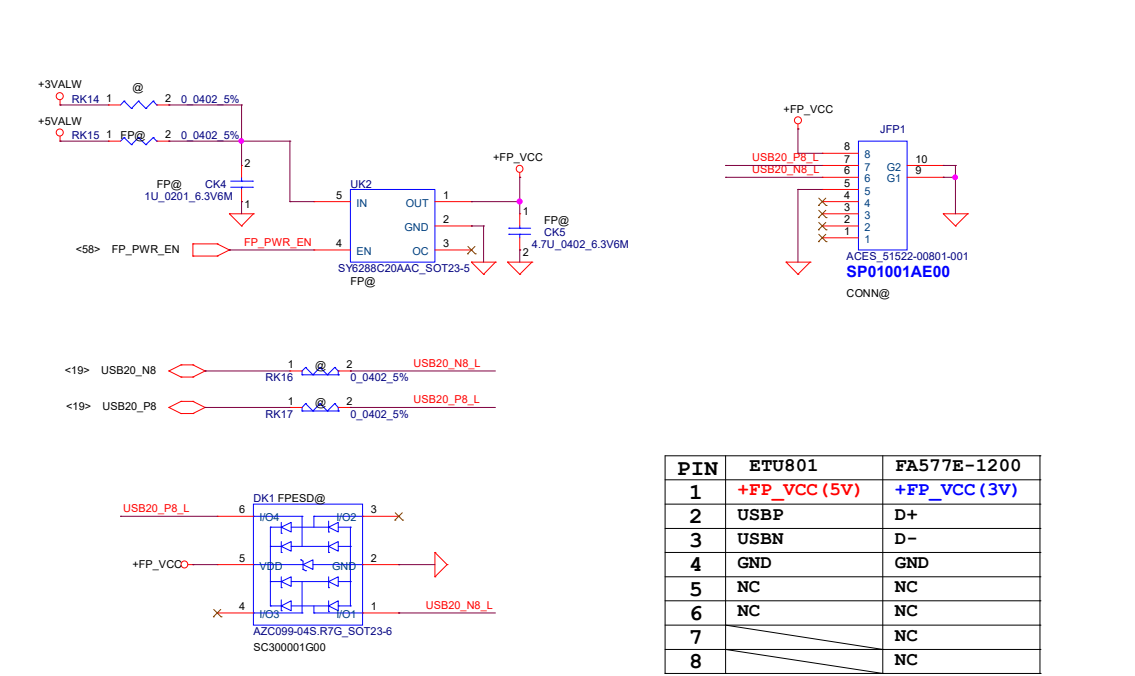 +3VALW
@
RK14 1 2 0_0402_5%
+5VALW
RK15 1 FP@ 2 0_0402_5%
2
FP@ CK4
1U_0201_6.3V6M
1
+FP_VCC
UK2
5 IN OUT 1
GND 2
4 EN OC 3
SY6288C20AAC_SOT23-5
FP@
1
FP@
CK5
4.7U_0402_6.3V6M
2
<58> FP_PWR_EN FP_PWR_EN
+FP_VCC
JFP1
8 8
USB20_P8_L 7 7
USB20_N8_L 6 6
5 5
4 4
3 3
2 2
1 1
G2 10
G1 9
ACES_51522-00801-001
SP01001AE00
CONN@
<19> USB20_N8 1 @ 2 USB20_N8_L
RK16 0_0402_5%
<19> USB20_P8 1 @ 2 USB20_P8_L
RK17 0_0402_5%
DK1 FPESD@
USB20_P8_L 6 I/O4 I/O2 3
+FP_VCC 5 VDD GND 2
4 I/O3 I/O1 1 USB20_N8_L
AZC099-04S.R7G_SOT23-6
SC300001G00
PIN ETU801 FA577E-1200
1 +FP_VCC(5V) +FP_VCC(3V)
2 USBP D+
3 USBN D-
4 GND GND
5 NC NC
6 NC NC
7 NC
8 NC